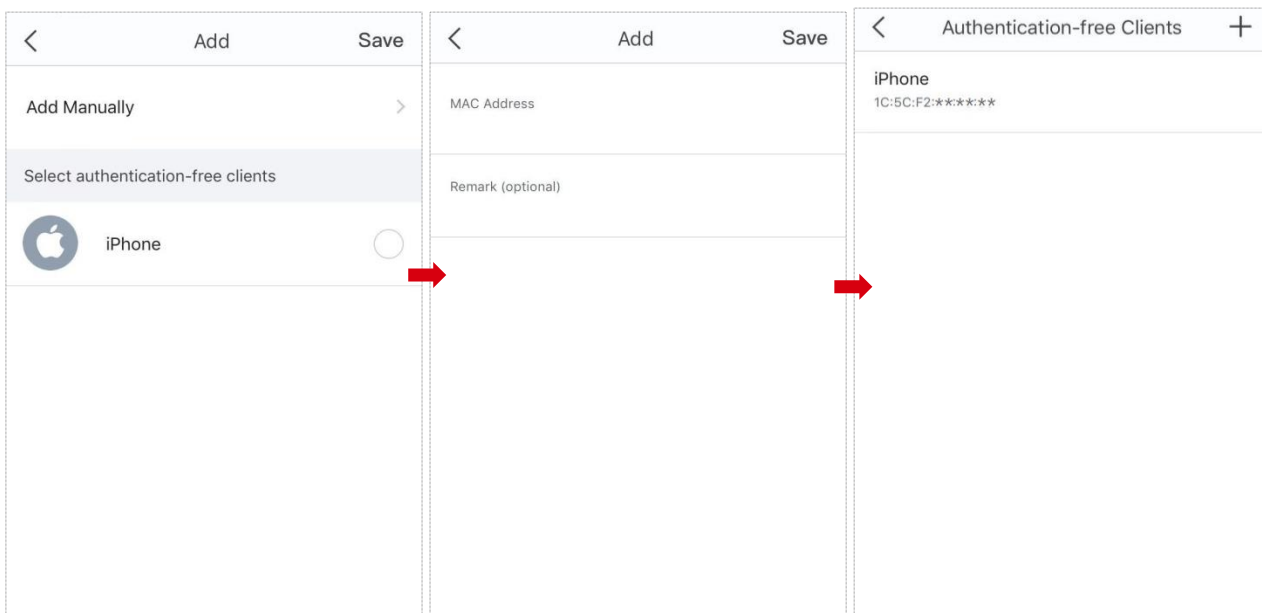 Add
Save
Add Manually
Select authentication-free clients
iPhone
Add
Save
MAC Address
Remark (optional)
Authentication-free Clients
iPhone
1C:5C:F2:**:**:**